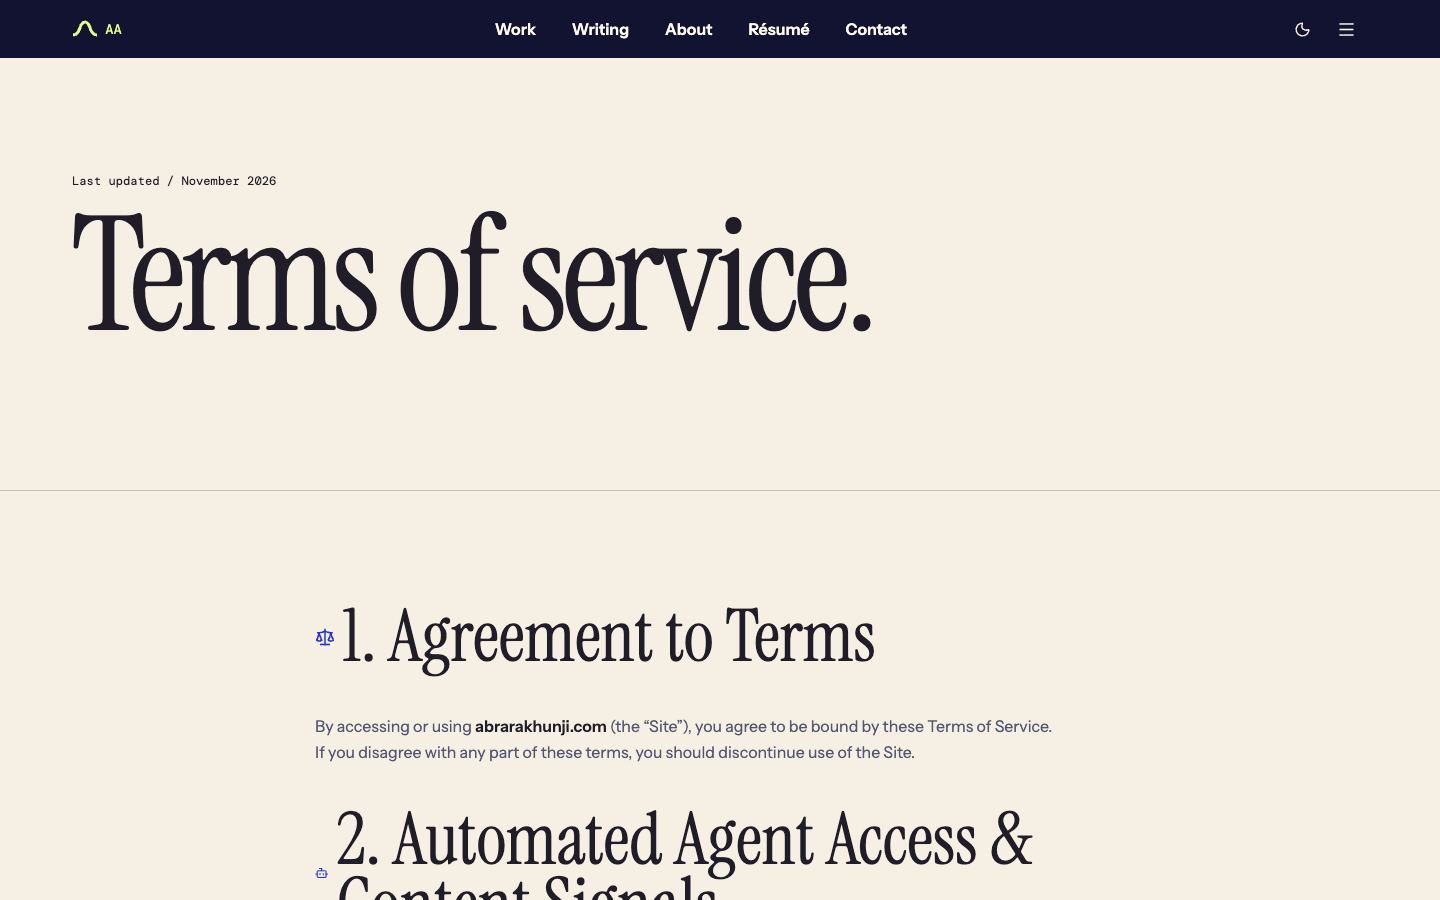 AA
Work
Writing
About
Résumé
Contact
Last updated / November 2026
Terms of service.
1. Agreement to Terms
By accessing or using abrarakhunji.com (the “Site”), you agree to be bound by these Terms of Service.
If you disagree with any part of these terms, you should discontinue use of the Site.
2. Automated Agent Access &
Content Signals